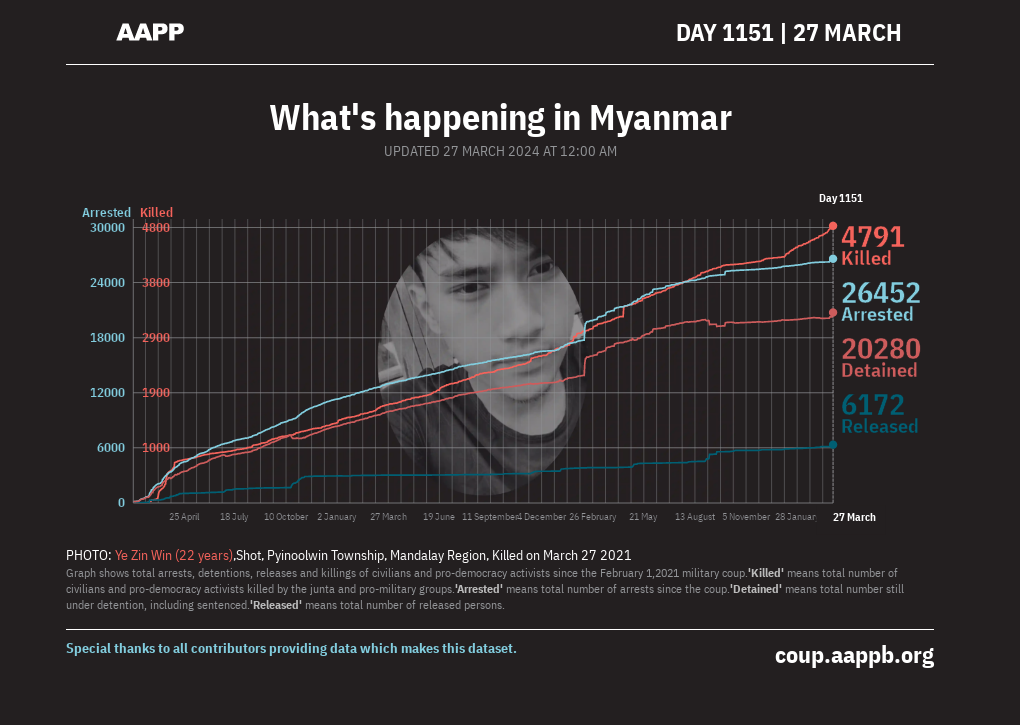 AAPP
DAY 1151 | 27 MARCH
What's happening in Myanmar
UPDATED 27 MARCH 2024 AT 12:00 AM
Day 1151
Arrested Killed
30000 4800
24000 3800
18000 2900
12000 1900
6000 1000
0
4791
Killed
26452
Arrested
20280
Detained
6172
Released
25 April 18 July 10 October 2 January 27 March 19 June 11 September 4 December 26 February 21 May 13 August 5 November 28 Januar 27 March
PHOTO: Ye Zin Win (22 years),Shot, Pyinoolwin Township, Mandalay Region, Killed on March 27 2021
Graph shows total arrests, detentions, releases and killings of civilians and pro-democracy activists since the February 1,2021 military coup.'Killed' means total number of
civilians and pro-democracy activists killed by the junta and pro-military groups.'Arrested' means total number of arrests since the coup.'Detained' means total number still
under detention, including sentenced.'Released' means total number of released persons.
Special thanks to all contributors providing data which makes this dataset.
coup.aappb.org